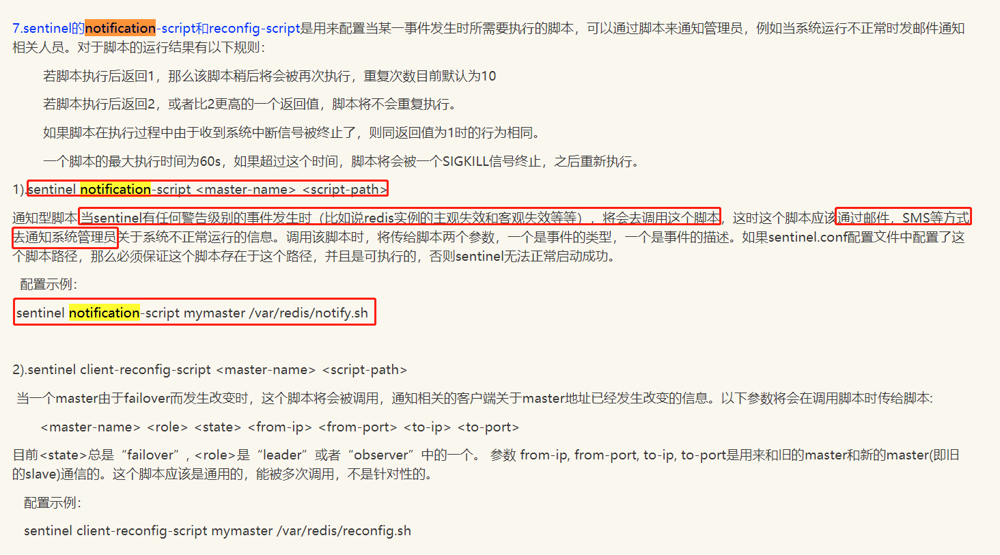 7.sentinel的notification-script和reconfig-script是用来配置当某一事件发生时所需要执行的脚本，可以通过脚本来通知管理员，例如当系统运行不正常时发邮件通知
相关人员。对于脚本的运行结果有以下规则：
若脚本执行后返回1，那么该脚本稍后将会被再次执行，重复次数目前默认为10
若脚本执行后返回2，或者比2更高的一个返回值，脚本将不会重复执行。
如果脚本在执行过程中由于收到系统中断信号被终止了，则同返回值为1时的行为相同。
一个脚本的最大执行时间为60s，如果超过这个时间，脚本将会被一个SIGKILL信号终止，之后重新执行。
1).sentinel notification-script <master-name> <script-path>
通知型脚本:当sentinel有任何警告级别的事件发生时（比如说redis实例的主观失效和客观失效等等），将会去调用这个脚本，这时这个脚本应该通过邮件，SMS等方式
去通知系统管理员关于系统不正常运行的信息。调用该脚本时，将传给脚本两个参数，一个是事件的类型，一个是事件的描述。如果sentinel.conf配置文件中配置了这
个脚本路径，那么必须保证这个脚本存在于这个路径，并且是可执行的，否则sentinel无法正常启动成功。
配置示例：
sentinel notification-script mymaster /var/redis/notify.sh
2).sentinel client-reconfig-script <master-name> <script-path>
当一个master由于failover而发生改变时，这个脚本将会被调用，通知相关的客户端关于master地址已经发生改变的信息。以下参数将会在调用脚本时传给脚本:
<master-name> <role> <state> <from-ip> <from-port> <to-ip> <to-port>
目前<state>总是“failover”, <role>是“leader”或者“observer”中的一个。 参数 from-ip, from-port, to-ip, to-port是用来和旧的master和新的master(即旧
的slave)通信的。这个脚本应该是通用的，能被多次调用，不是针对性的。
配置示例：
sentinel client-reconfig-script mymaster /var/redis/reconfig.sh